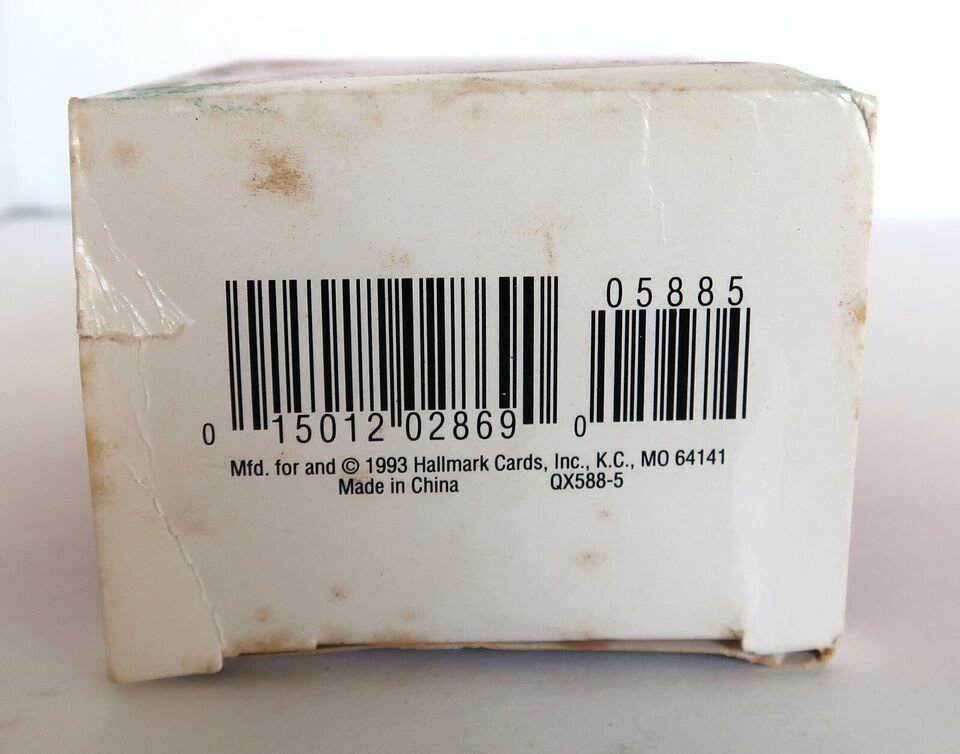 05885
0 15012 02869 0
Mfd. for and © 1993 Hallmark Cards, Inc., K.C., MO 64141
Made in China QX588-5